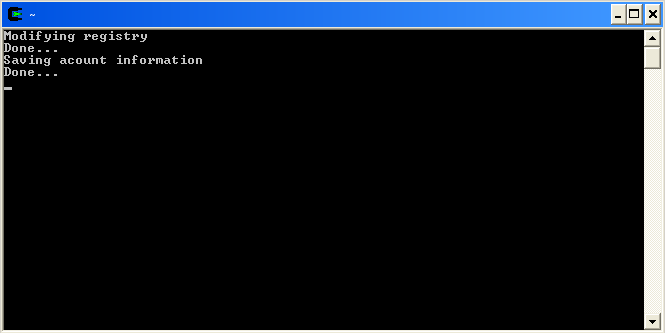 ~
Modifying registry
Done...
Saving acount information
Done...